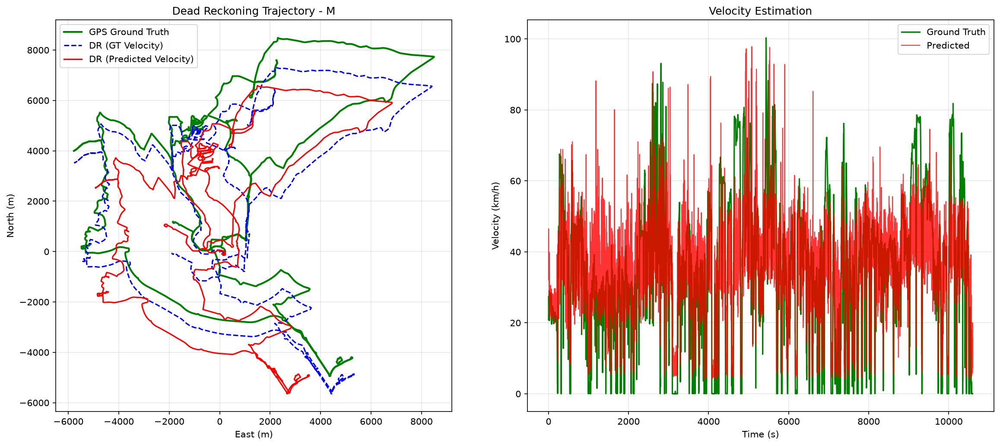 Dead Reckoning Trajectory - M
GPS Ground Truth
DR (GT Velocity)
DR (Predicted Velocity)
8000
6000
4000
2000
0
−2000
−4000
−6000
North (m)
−6000 −4000 −2000 0 2000 4000 6000 8000
East (m)
Velocity Estimation
Ground Truth
Predicted
100
80
60
40
20
0
Velocity (km/h)
0 2000 4000 6000 8000 10000
Time (s)